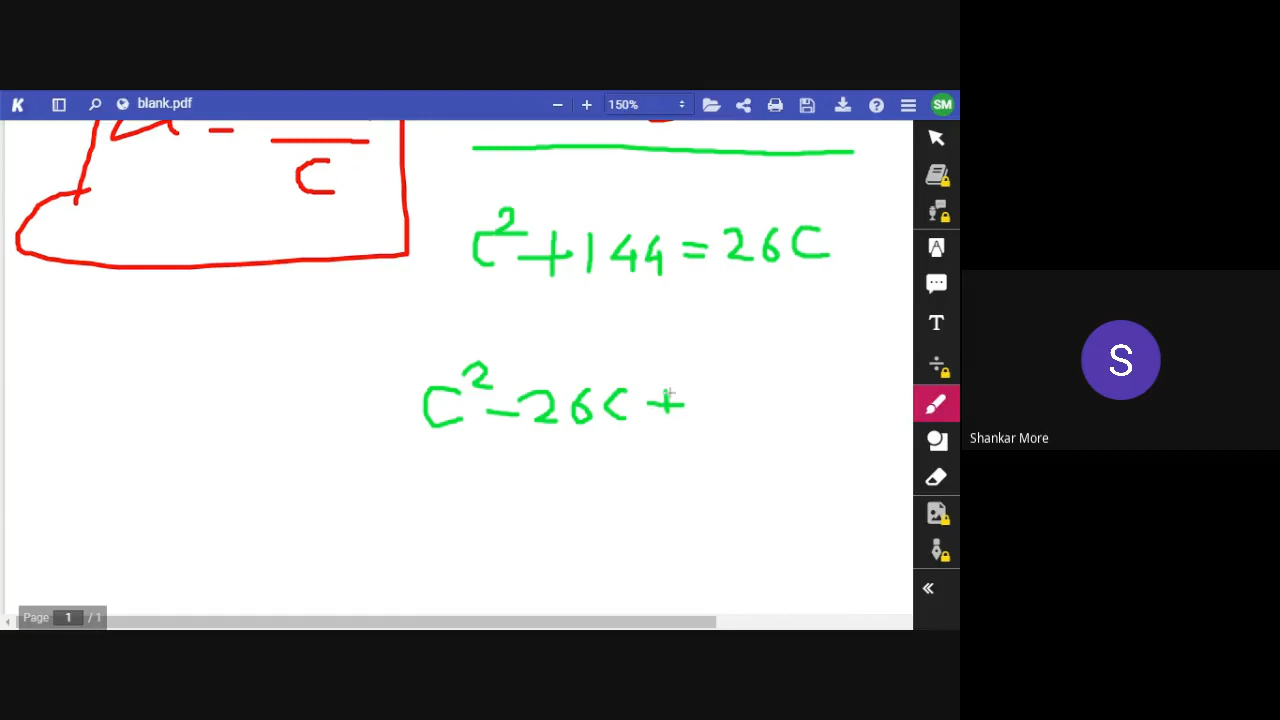 K blank.pdf 150% SM
C
C² + 144 = 26C
C² - 26C +
S
Shankar More
Page 1 / 1